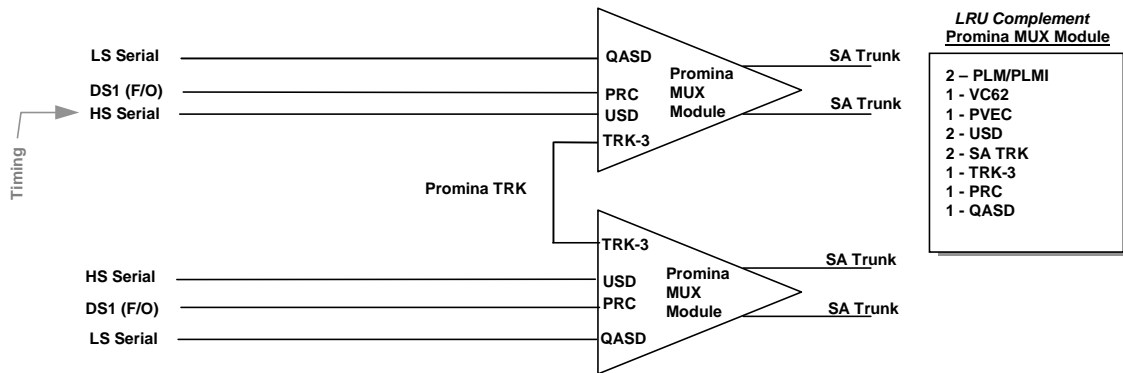 LRU Complement
Promina MUX Module
LS Serial
QASD
SA Trunk
Promina
MUX
Module
2 – PLM/PLMI
1 - VC62
1 - PVEC
2 - USD
2 - SA TRK
1 - TRK-3
1 - PRC
1 - QASD
DS1 (F/O)
PRC
SA Trunk
HS Serial
USD
Timing
TRK-3
Promina TRK
TRK-3
SA Trunk
HS Serial
USD
Promina
MUX
Module
DS1 (F/O)
PRC
SA Trunk
LS Serial
QASD